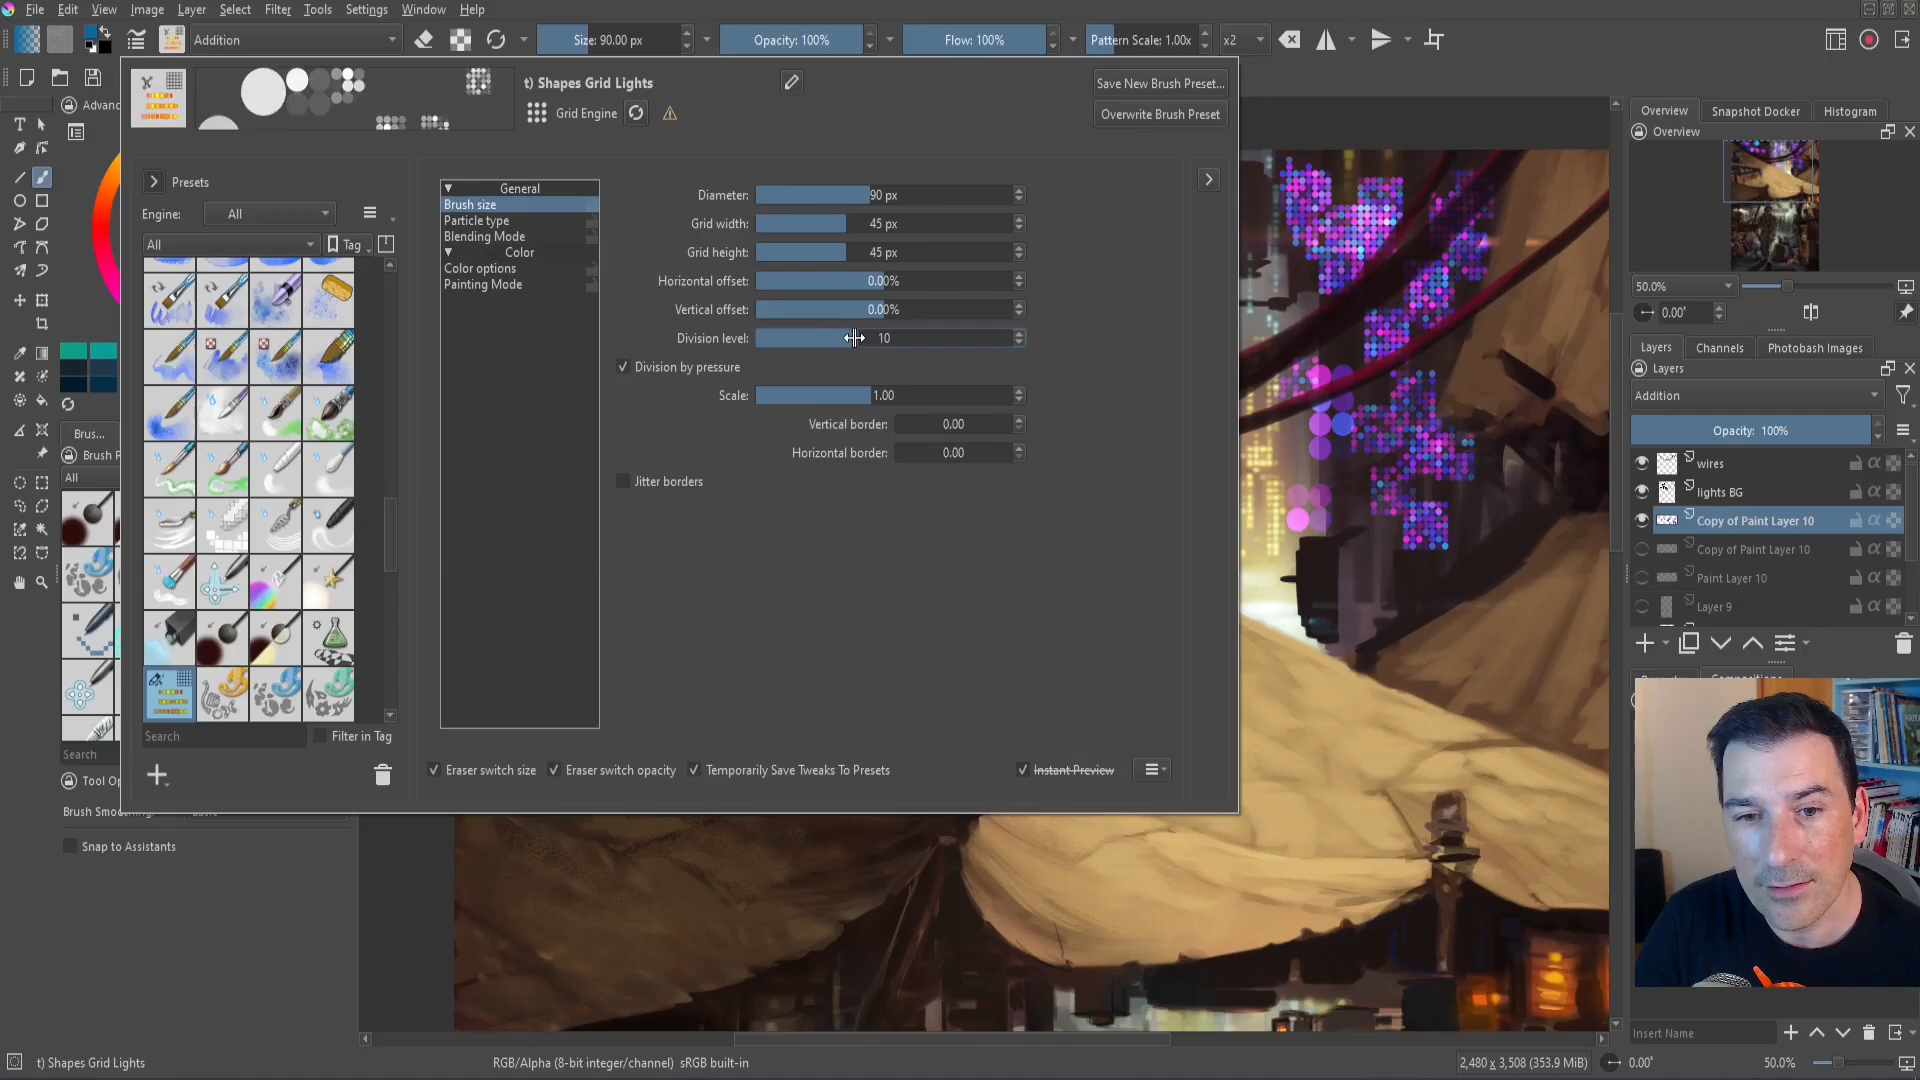 File Edit View Image Layer Select Filter Tools Settings Window Help
Addition
Size: 90.00 px
Opacity: 100%
Flow: 100%
Pattern Scale: 1.00x
x2
t) Shapes Grid Lights
Grid Engine
Save New Brush Preset...
Overwrite Brush Preset
Advan
Presets
Engine: All
All
Tag
Search
Filter in Tag
General
Brush size
Particle type
Blending Mode
Color
Color options
Painting Mode
Diameter: 90 px
Grid width: 45 px
Grid height: 45 px
Horizontal offset: 0.00%
Vertical offset: 0.00%
Division level: 10
Division by pressure
Scale: 1.00
Vertical border: 0.00
Horizontal border: 0.00
Jitter borders
Eraser switch size
Eraser switch opacity
Temporarily Save Tweaks To Presets
Instant Preview
Brus...
Brush P
All
Search
Tool Op
Brush Smoothing:
Snap to Assistants
Overview Snapshot Docker Histogram
Overview
50.0%
0.00°
Layers Channels Photobash Images
Layers
Addition
Opacity: 100%
wires
lights BG
Copy of Paint Layer 10
Copy of Paint Layer 10
Paint Layer 10
Layer 9
Insert Name
t) Shapes Grid Lights
RGB/Alpha (8-bit integer/channel) sRGB built-in
2,480 x 3,508 (353.9 MiB)
0.00°
50.0%